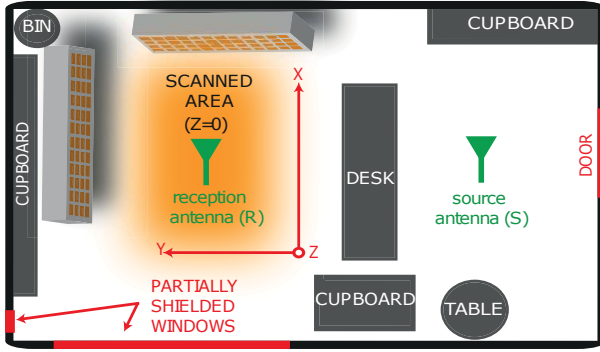 BIN
CUPBOARD
SCANNED
AREA
(Z=0)
X
CUPBOARD
DOOR
DESK
reception
antenna (R)
source
antenna (S)
Y
Z
PARTIALLY
SHIELDED
WINDOWS
CUPBOARD
TABLE